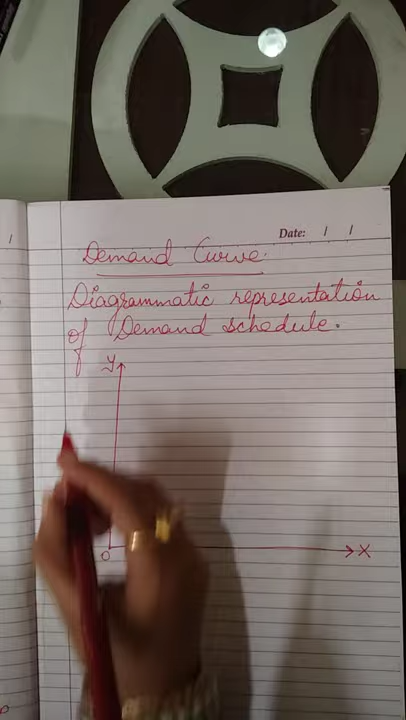 Date: / /
Demand Curve.
Diagrammatic representation
of Demand schedule.
Y
O
X